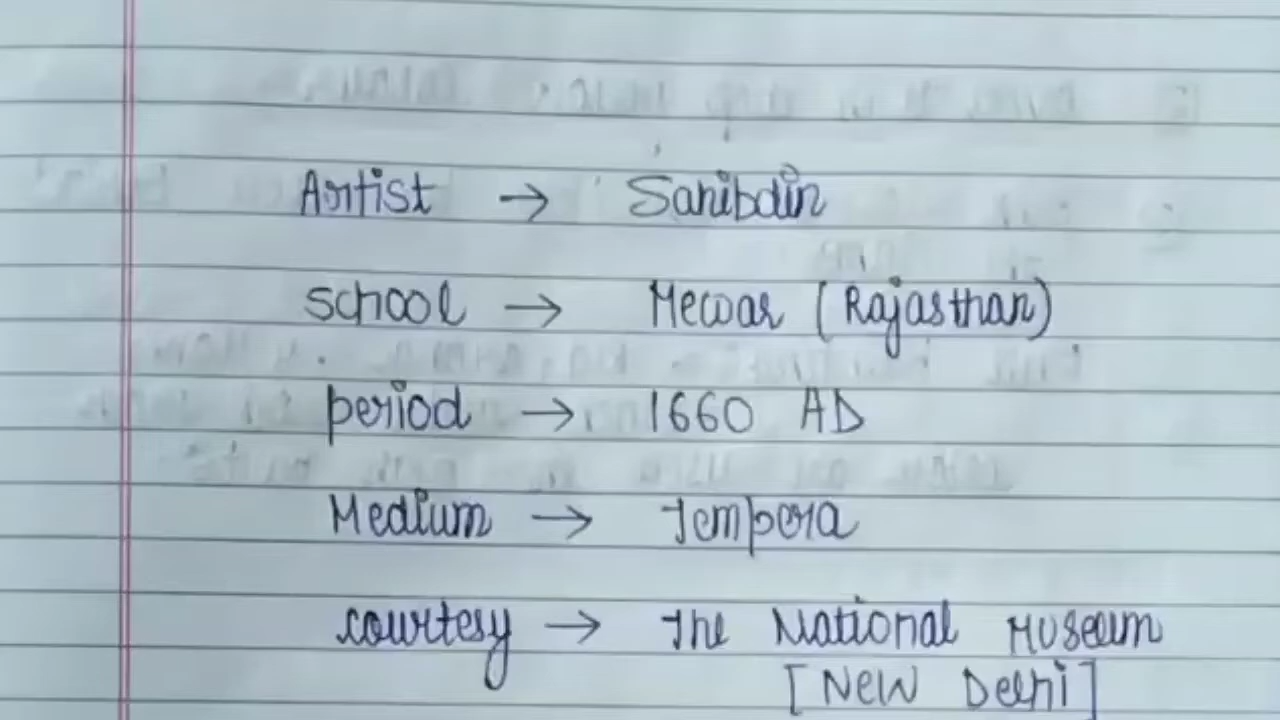 Artist → Sahibdin
school → Mewar (Rajasthan)
period → 1660 AD
Medium → Tempera
courtesy → The National Museum
[New Delhi]